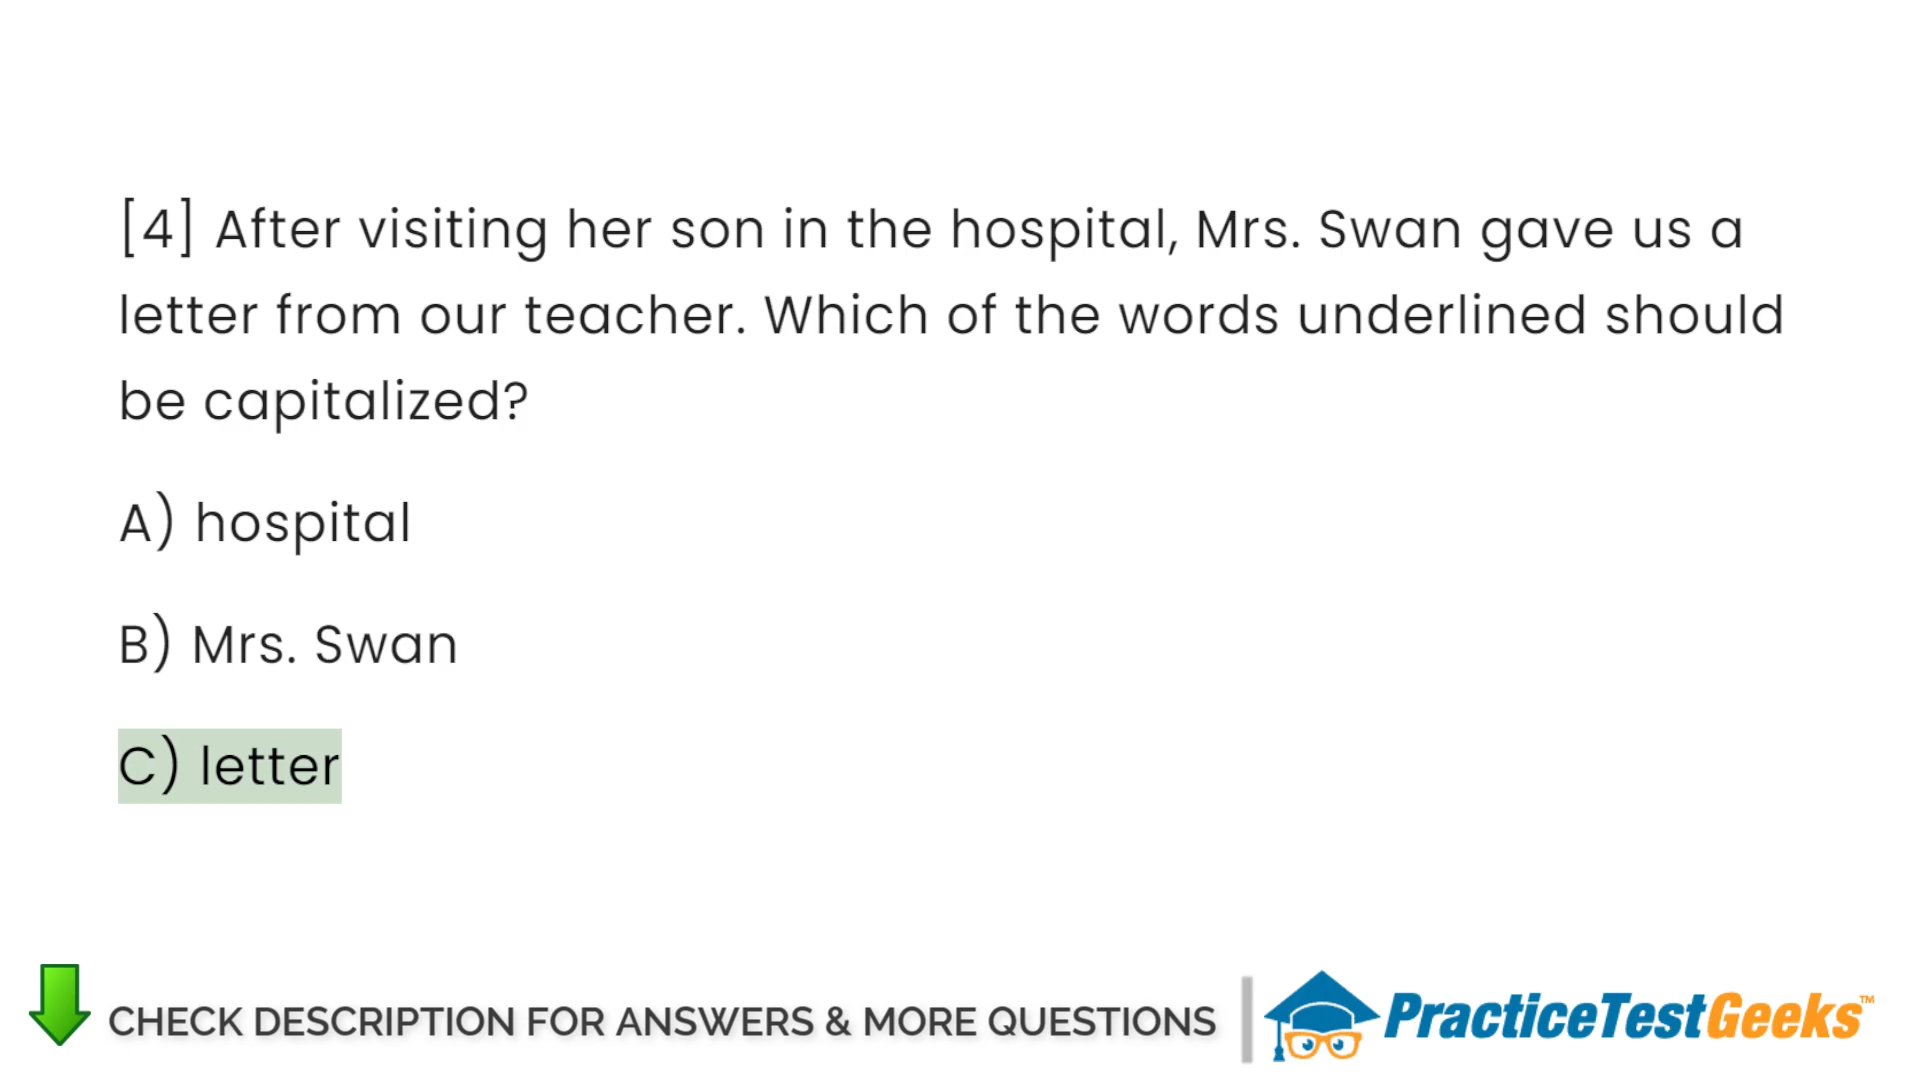 [4] After visiting her son in the hospital, Mrs. Swan gave us a
letter from our teacher. Which of the words underlined should
be capitalized?
A) hospital
B) Mrs. Swan
C) letter
CHECK DESCRIPTION FOR ANSWERS & MORE QUESTIONS
PracticeTestGeeks™